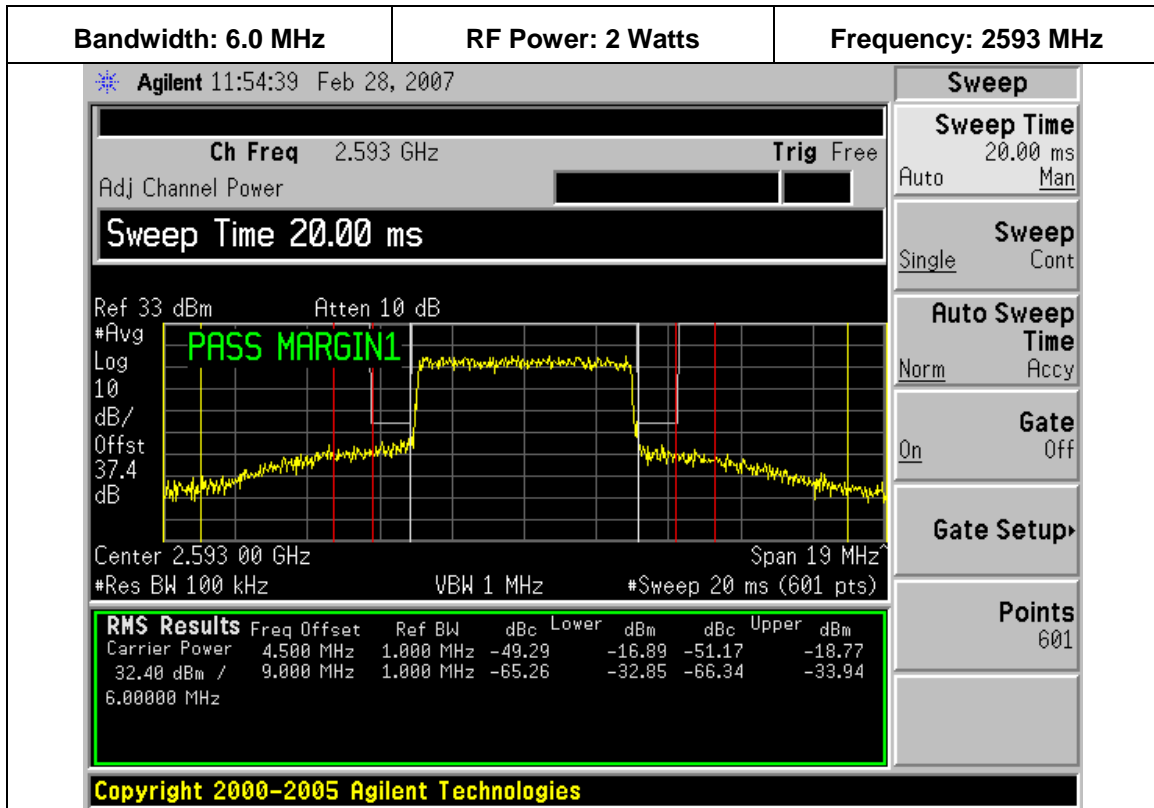 Bandwidth: 6.0 MHz RF Power: 2 Watts Frequency: 2593 MHz
Agilent 11:54:39 Feb 28, 2007
Ch Freq 2.593 GHz Trig Free
Adj Channel Power
Sweep Time 20.00 ms
Ref 33 dBm Atten 10 dB
#Avg
Log
10
dB/
Offst
37.4
dB
PASS MARGIN1
Center 2.593 00 GHz Span 19 MHz^
#Res BW 100 kHz VBW 1 MHz #Sweep 20 ms (601 pts)
RMS Results Freq Offset Ref BW dBc Lower dBm dBc Upper dBm
Carrier Power 4.500 MHz 1.000 MHz -49.29 -16.89 -51.17 -18.77
32.40 dBm / 9.000 MHz 1.000 MHz -65.26 -32.85 -66.34 -33.94
6.00000 MHz
Copyright 2000-2005 Agilent Technologies
Sweep
Sweep Time
20.00 ms
Auto Man
Sweep
Single Cont
Auto Sweep
Time
Norm Accy
Gate
On Off
Gate Setup▸
Points
601